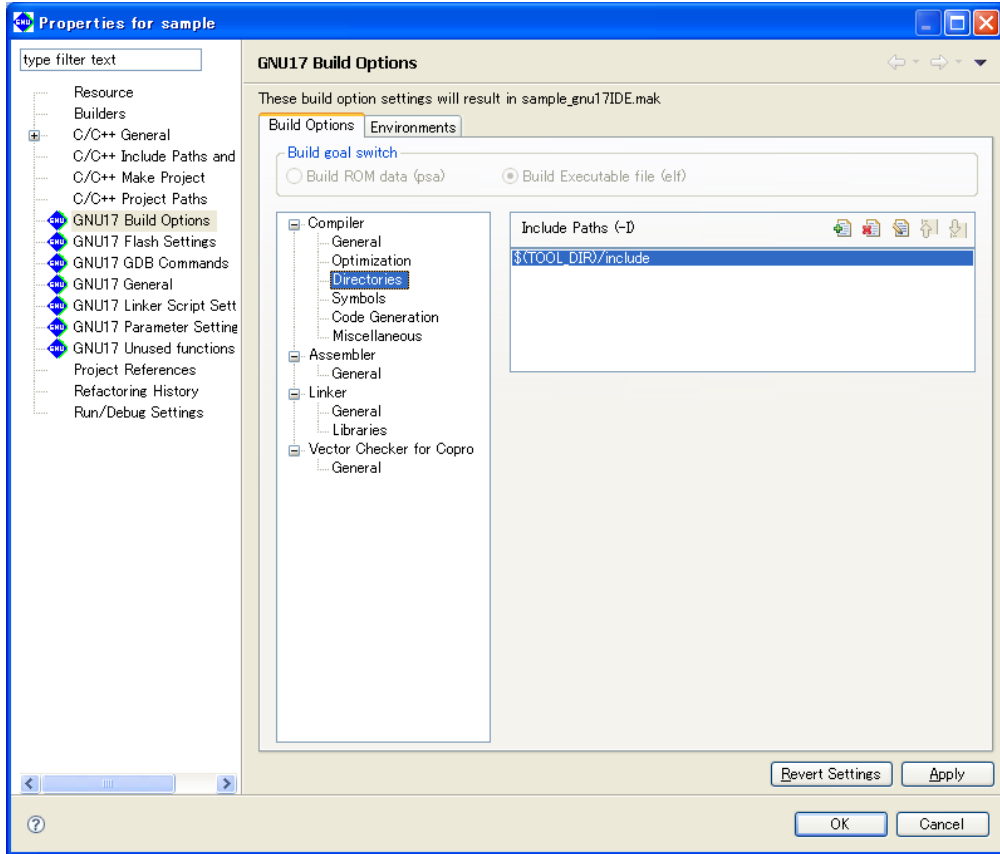 Properties for sample
type filter text
Resource
Builders
C/C++ General
C/C++ Include Paths and
C/C++ Make Project
C/C++ Project Paths
GNU17 Build Options
GNU17 Flash Settings
GNU17 GDB Commands
GNU17 General
GNU17 Linker Script Sett
GNU17 Parameter Setting
GNU17 Unused functions
Project References
Refactoring History
Run/Debug Settings
GNU17 Build Options
These build option settings will result in sample_gnu17IDE.mak
Build Options Environments
Build goal switch
Build ROM data (psa) Build Executable file (elf)
Compiler
General
Optimization
Directories
Symbols
Code Generation
Miscellaneous
Assembler
General
Linker
General
Libraries
Vector Checker for Copro
General
Include Paths (-I)
$(TOOL_DIR)/include
Revert Settings Apply
OK Cancel